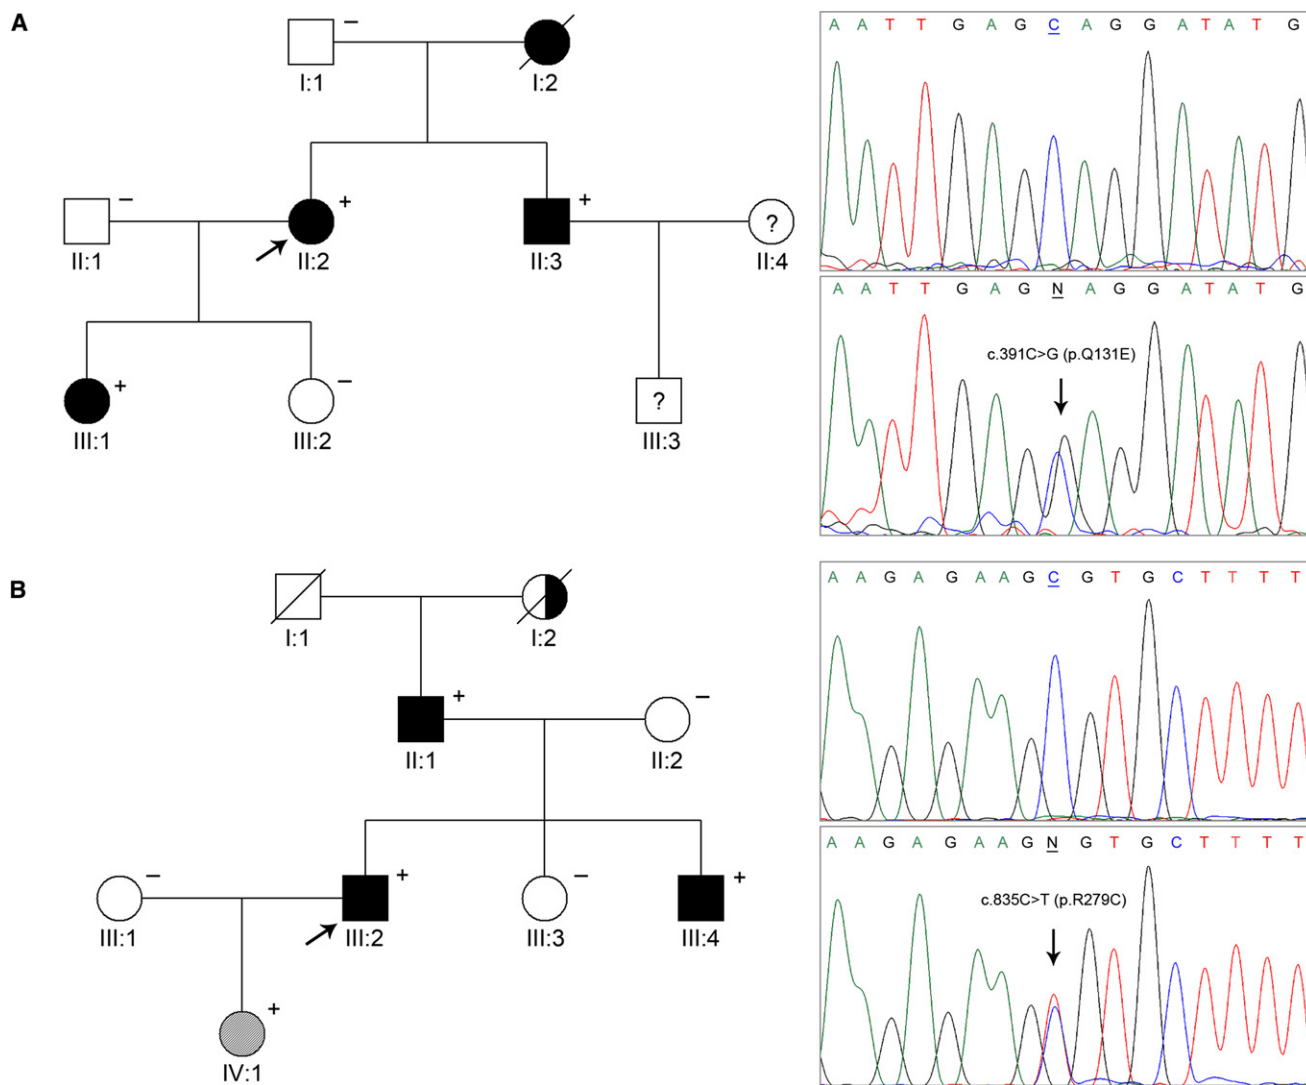 A
−
I:1
I:2
−
II:1
+
II:2
+
II:3
?
II:4
+
III:1
−
III:2
?
III:3
A A T T G A G C A G G A T A T G
A A T T G A G N A G G A T A T G
c.391C>G (p.Q131E)
B
I:1
I:2
+
II:1
−
II:2
−
III:1
+
III:2
−
III:3
+
III:4
+
IV:1
A A G A G A A G C G T G C T T T T
A A G A G A A G N G T G C T T T T
c.835C>T (p.R279C)